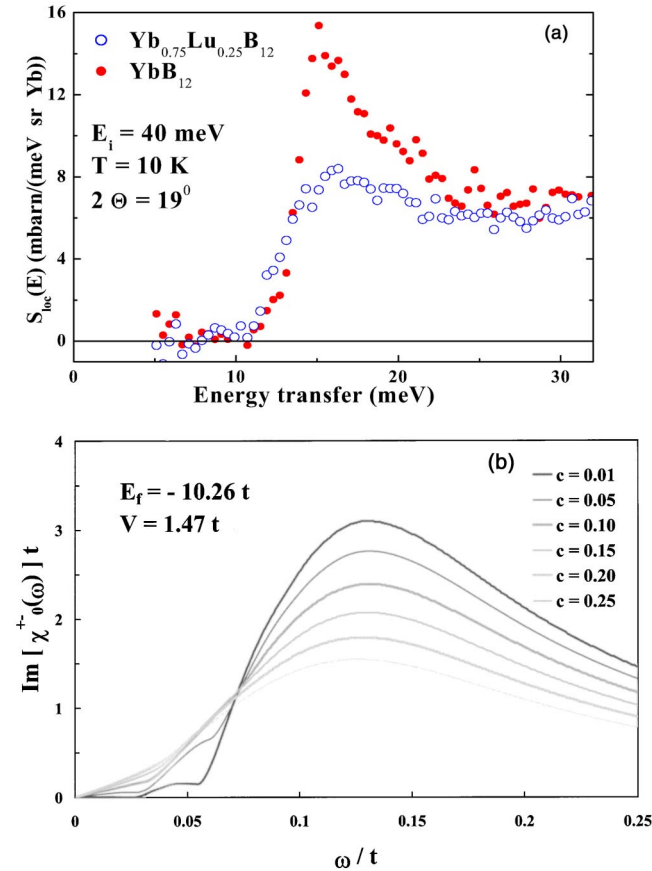 16
(a)
Yb0.75Lu0.25B12
YbB12
12
Ei = 40 meV
T = 10 K
2 Θ = 19⁰
8
4
0
Sloc(E) (mbarn/(meV sr Yb))
0 10 20 30
Energy transfer (meV)
4
(b)
Ef = - 10.26 t
V = 1.47 t
c = 0.01
c = 0.05
c = 0.10
c = 0.15
c = 0.20
c = 0.25
3
2
1
0
Im [ χ+-0(ω) ] t
0 0.05 0.1 0.15 0.2 0.25
ω / t